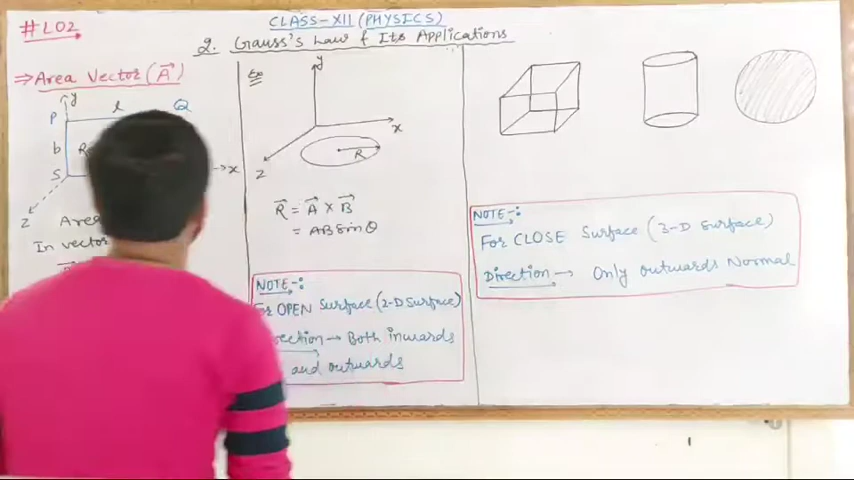 #L02
CLASS-XII (PHYSICS)
2. Gauss's Law & Its Applications
⇒ Area Vector (A⃗)
y
P
l
Q
b
S
x
Z
Area
In vector
Ex
y
x
Z
R
R⃗ = A⃗ × B⃗
= AB sin θ
NOTE -:
For OPEN Surface (2-D Surface)
Direction → Both inwards
and outwards
NOTE -:
For CLOSE Surface (3-D Surface)
Direction → Only outwards Normal